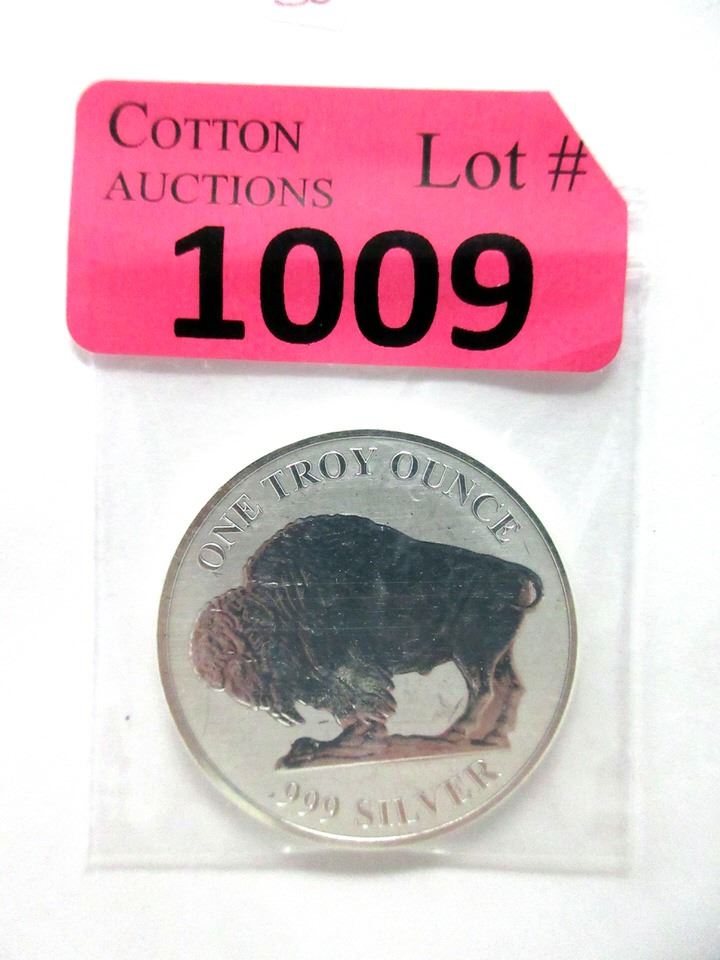 COTTON
AUCTIONS
Lot #
1009
ONE TROY OUNCE
.999 SILVER